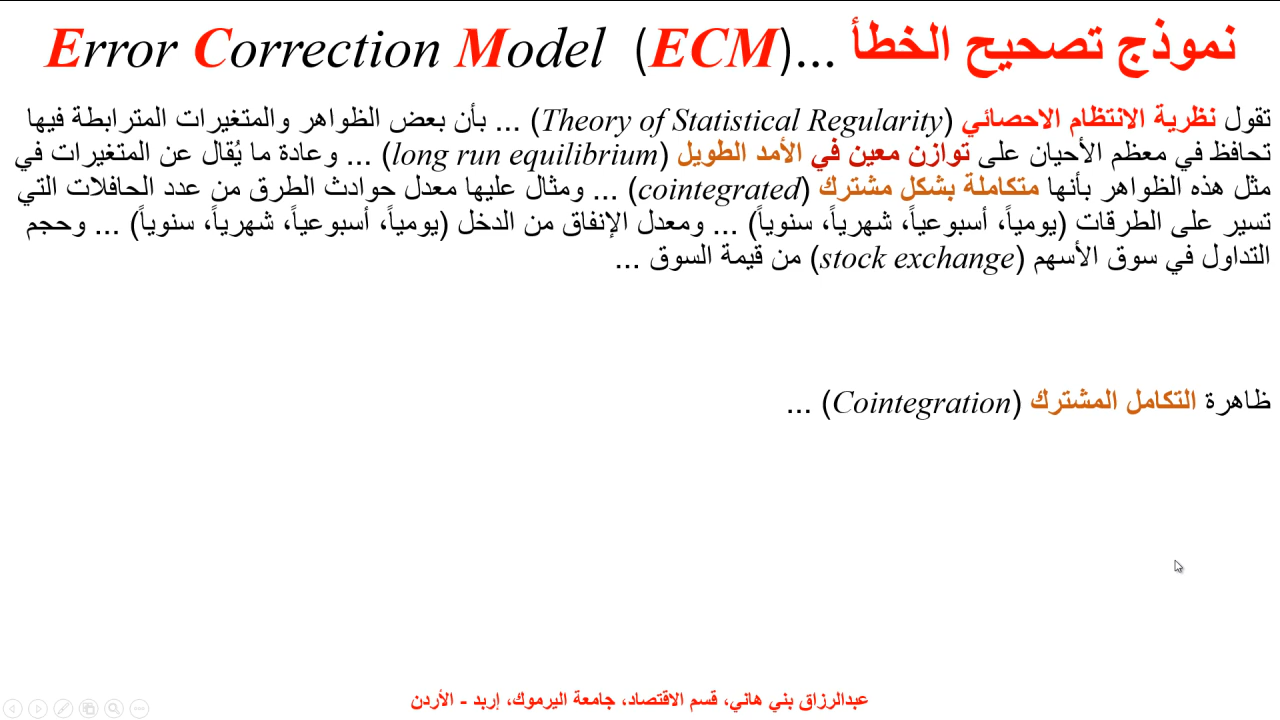 نموذج تصحيح الخطأ ...(ECM) Error Correction Model
تقول نظرية الانتظام الاحصائي (Theory of Statistical Regularity) ... بأن بعض الظواهر والمتغيرات المترابطة فيها
تحافظ في معظم الأحيان على توازن معين في الأمد الطويل (long run equilibrium) ... وعادة ما يُقال عن المتغيرات في
مثل هذه الظواهر بأنها متكاملة بشكل مشترك (cointegrated) ... ومثال عليها معدل حوادث الطرق من عدد الحافلات التي
تسير على الطرقات (يومياً، أسبوعياً، شهرياً، سنوياً) ... ومعدل الإنفاق من الدخل (يومياً، أسبوعياً، شهرياً، سنوياً) ... وحجم
التداول في سوق الأسهم (stock exchange) من قيمة السوق ...
ظاهرة التكامل المشترك (Cointegration) ...
عبدالرزاق بني هاني، قسم الاقتصاد، جامعة اليرموك، إربد - الأردن